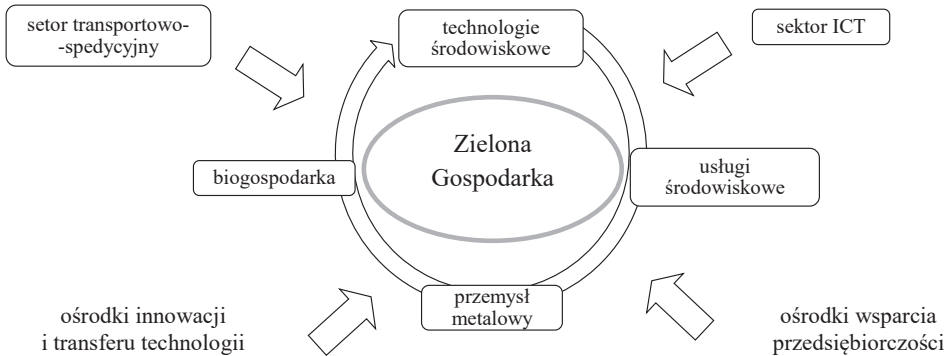 setor transportowo-
-spedycyjny
technologie
środowiskowe
sektor ICT
Zielona
Gospodarka
biogospodarka
usługi
środowiskowe
przemysł
metalowy
ośrodki innowacji
i transferu technologii
ośrodki wsparcia
przedsiębiorczości